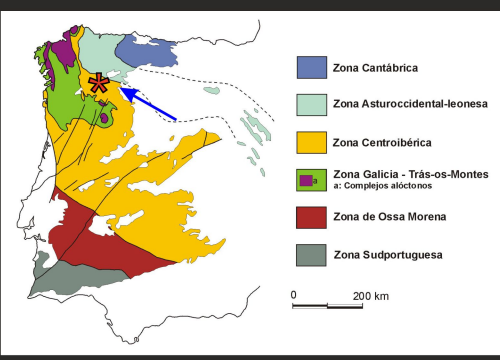 Zona Cantábrica
Zona Asturoccidental-leonesa
Zona Centroibérica
Zona Galicia - Trás-os-Montes
a
a: Complejos alóctonos
Zona de Ossa Morena
Zona Sudportuguesa
0 200 km